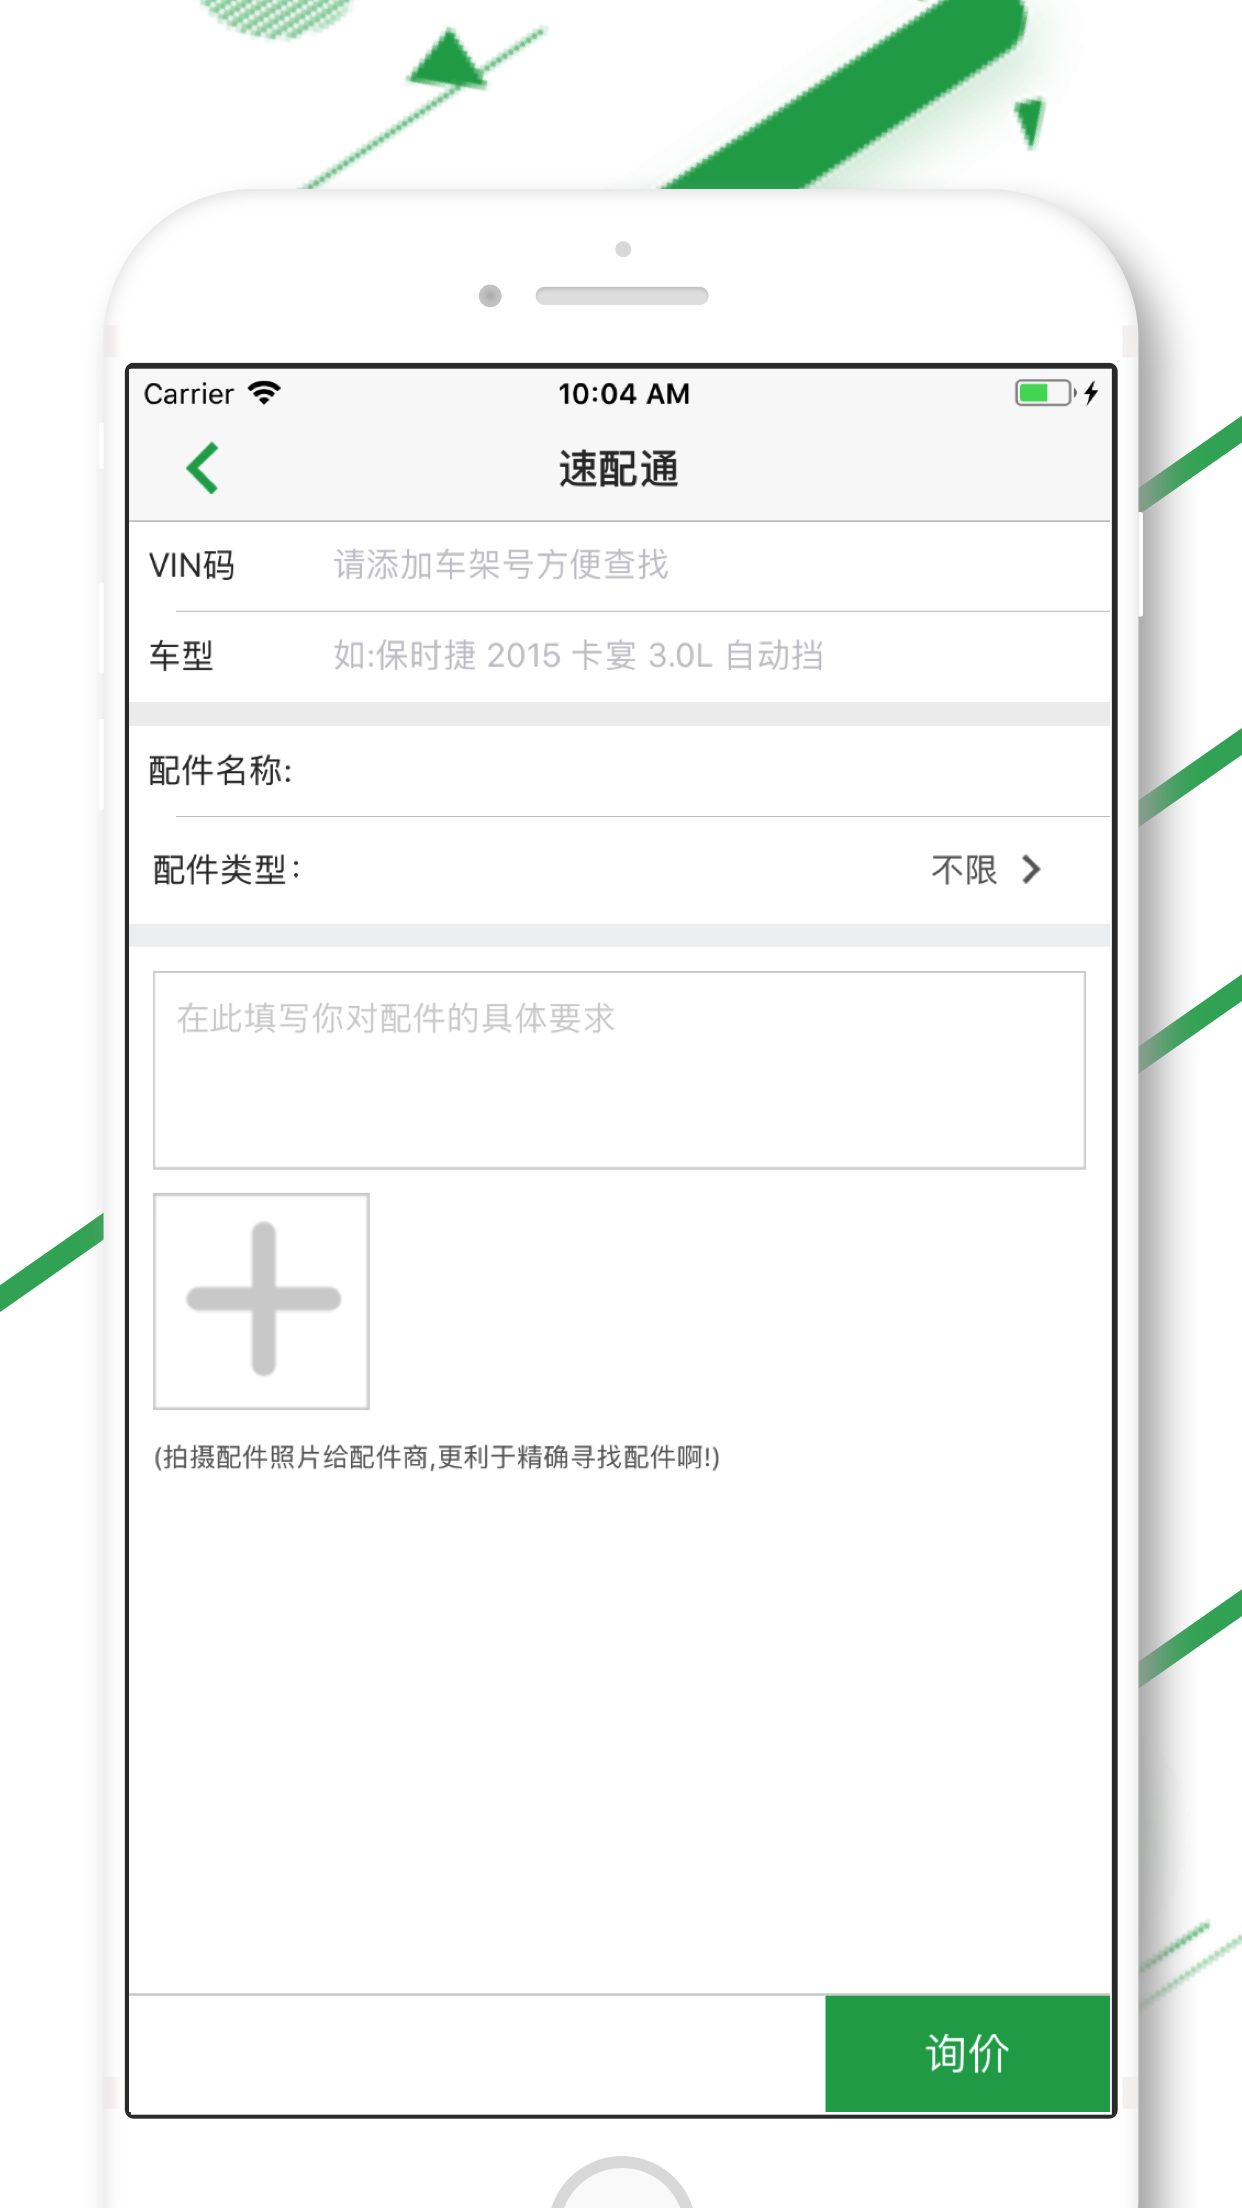 Carrier 10:04 AM
速配通
VIN码 请添加车架号方便查找
车型 如:保时捷 2015 卡宴 3.0L 自动挡
配件名称:
配件类型: 不限
在此填写你对配件的具体要求
(拍摄配件照片给配件商,更利于精确寻找配件啊!)
询价